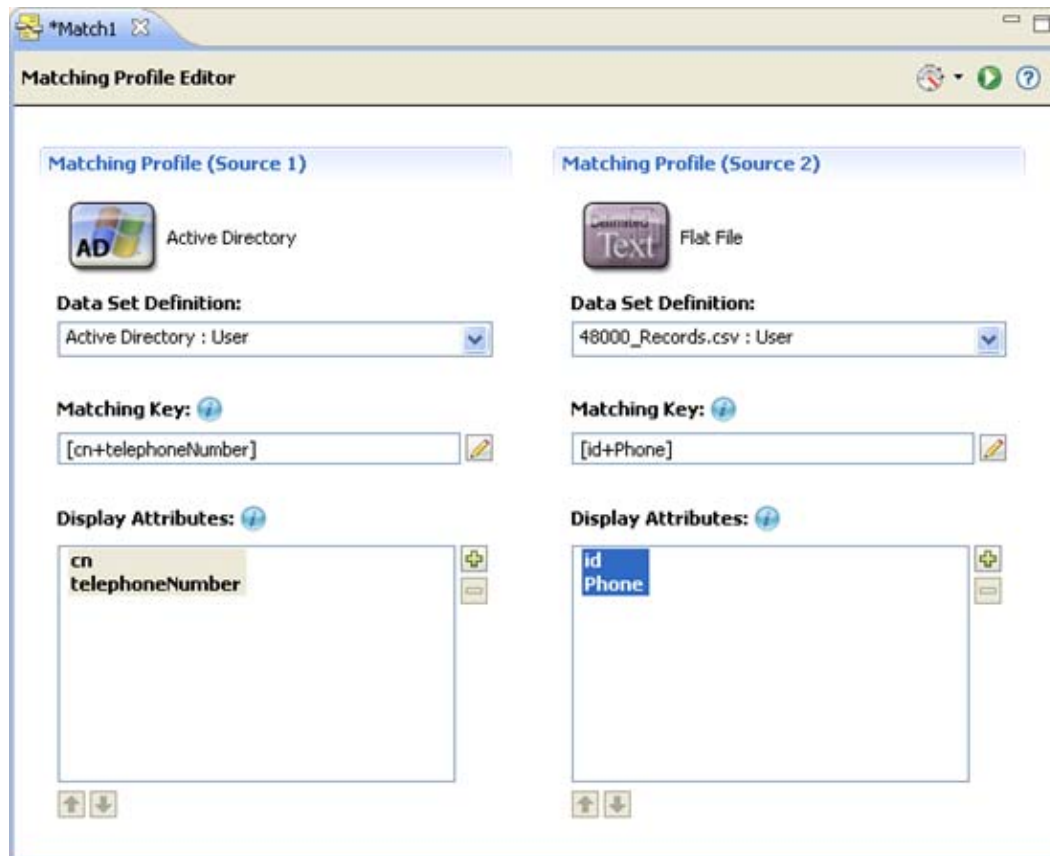 *Match1
Matching Profile Editor
Matching Profile (Source 1)
AD
Active Directory
Data Set Definition:
Active Directory : User
Matching Key:
[cn+telephoneNumber]
Display Attributes:
cn
telephoneNumber
Matching Profile (Source 2)
Delimited
Text
Flat File
Data Set Definition:
48000_Records.csv : User
Matching Key:
[id+Phone]
Display Attributes:
id
Phone